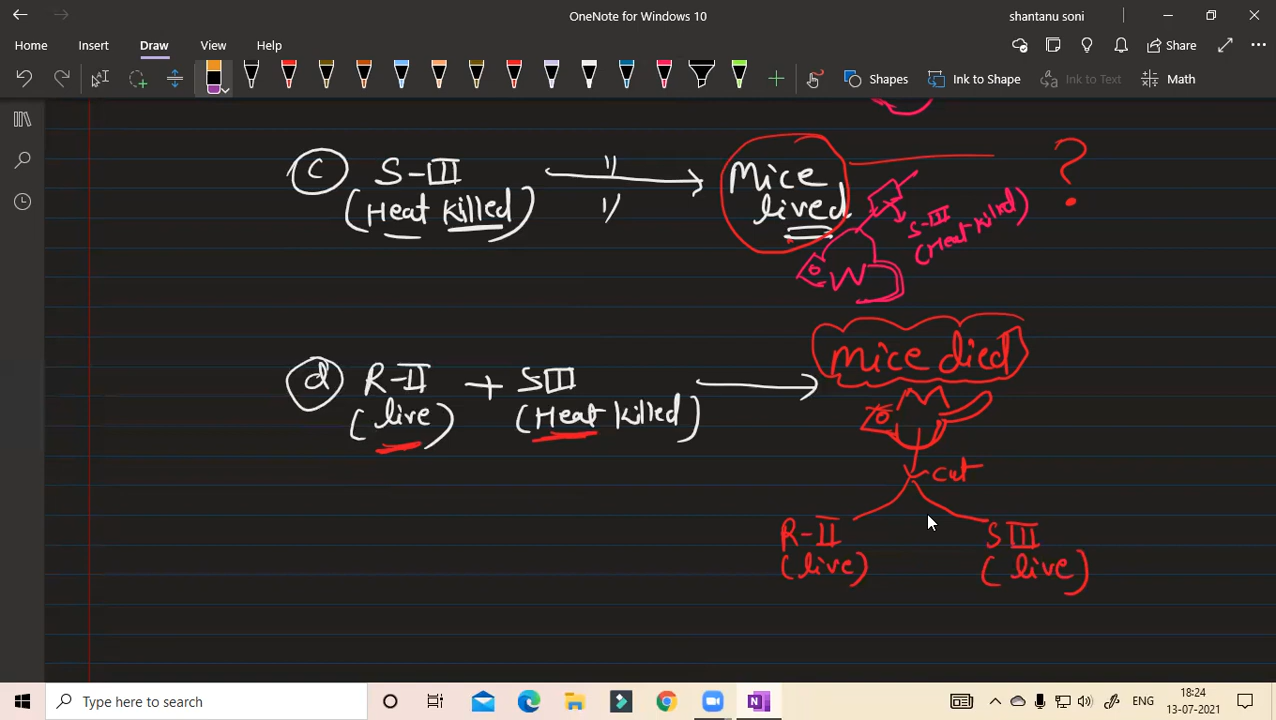 OneNote for Windows 10
shantanu soni
Home Insert Draw View Help
Share
Shapes
Ink to Shape
Ink to Text
Math
C S-III
(Heat Killed)
Mice
lived
?
S-III
(Heat Killed)
d R-II + SIII
(live) (Heat Killed)
mice died
cut
R-II
(live)
SIII
(live)
Type here to search
ENG
18:24
13-07-2021